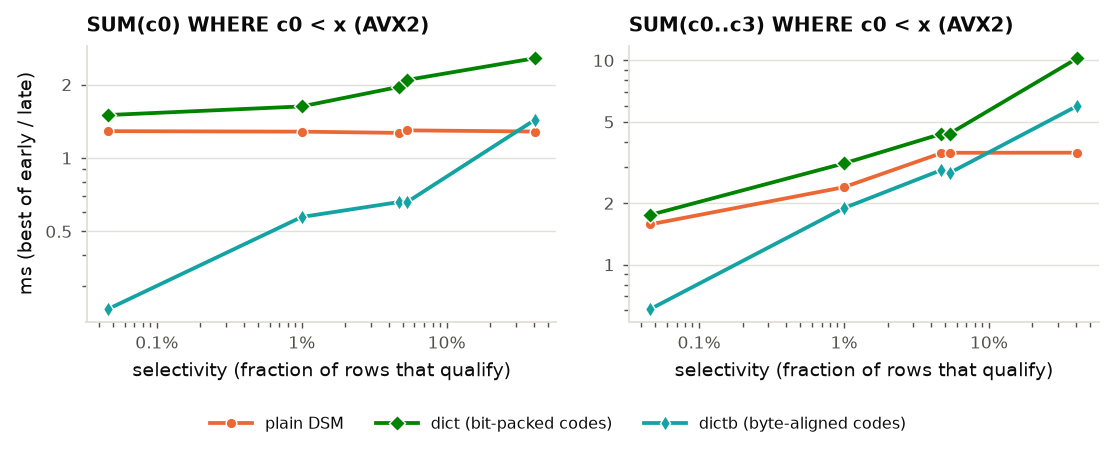 SUM(c0) WHERE c0 < x (AVX2)
SUM(c0..c3) WHERE c0 < x (AVX2)
ms (best of early / late)
2
1
0.5
10
5
2
1
0.1%
1%
10%
0.1%
1%
10%
selectivity (fraction of rows that qualify)
selectivity (fraction of rows that qualify)
plain DSM
dict (bit-packed codes)
dictb (byte-aligned codes)